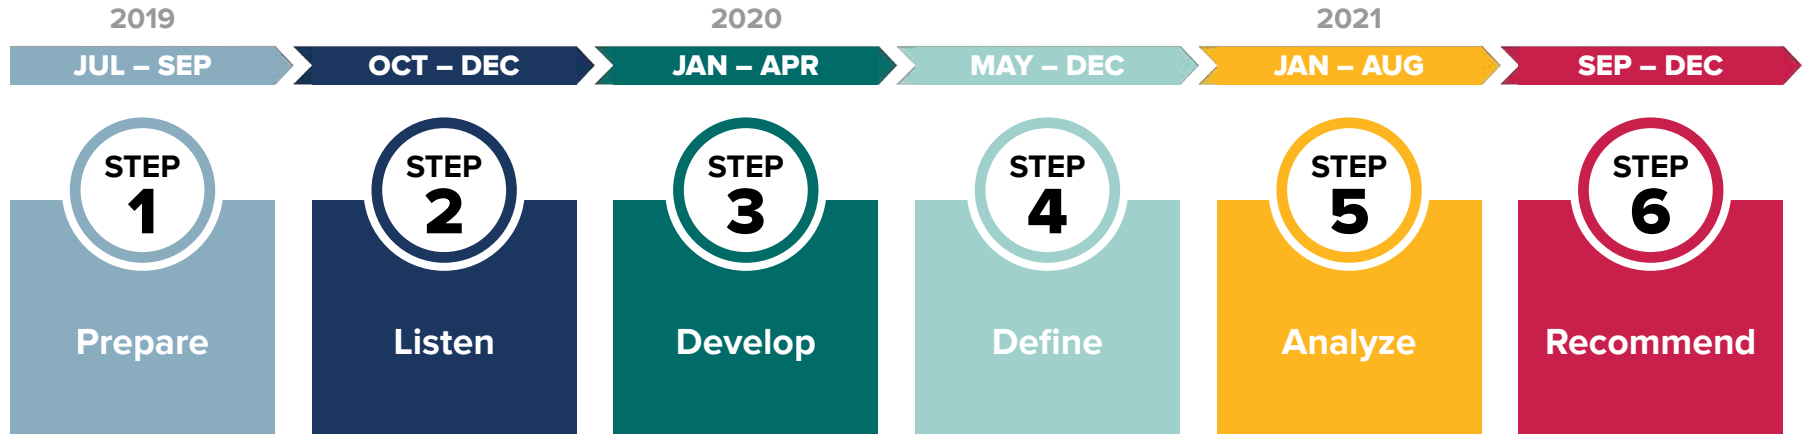 2019
2020
2021
JUL – SEP
OCT – DEC
JAN – APR
MAY – DEC
JAN – AUG
SEP – DEC
STEP
1
STEP
2
STEP
3
STEP
4
STEP
5
STEP
6
Prepare
Listen
Develop
Define
Analyze
Recommend